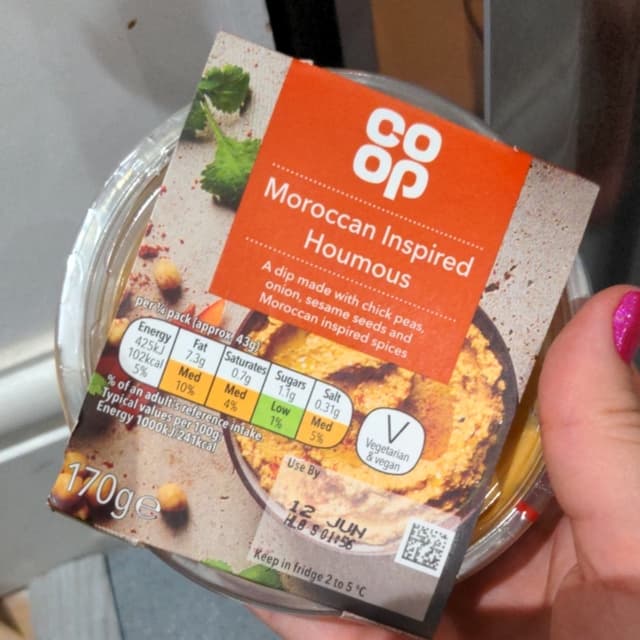 CO
OP
Moroccan Inspired
Houmous
A dip made with chick peas,
onion, sesame seeds and
Moroccan inspired spices
per ¼ pack (approx. 43g)
Energy
425kJ
102kcal
5%
Fat
7.3g
Med
10%
Saturates
0.7g
Med
4%
Sugars
1.1g
Low
1%
Salt
0.31g
Med
5%
% of an adult's reference intake
Typical values per 100g
Energy 1000kJ/241kcal
V
Vegetarian
& vegan
170g℮
Use By
12 JUN
Keep in fridge 2 to 5 °C